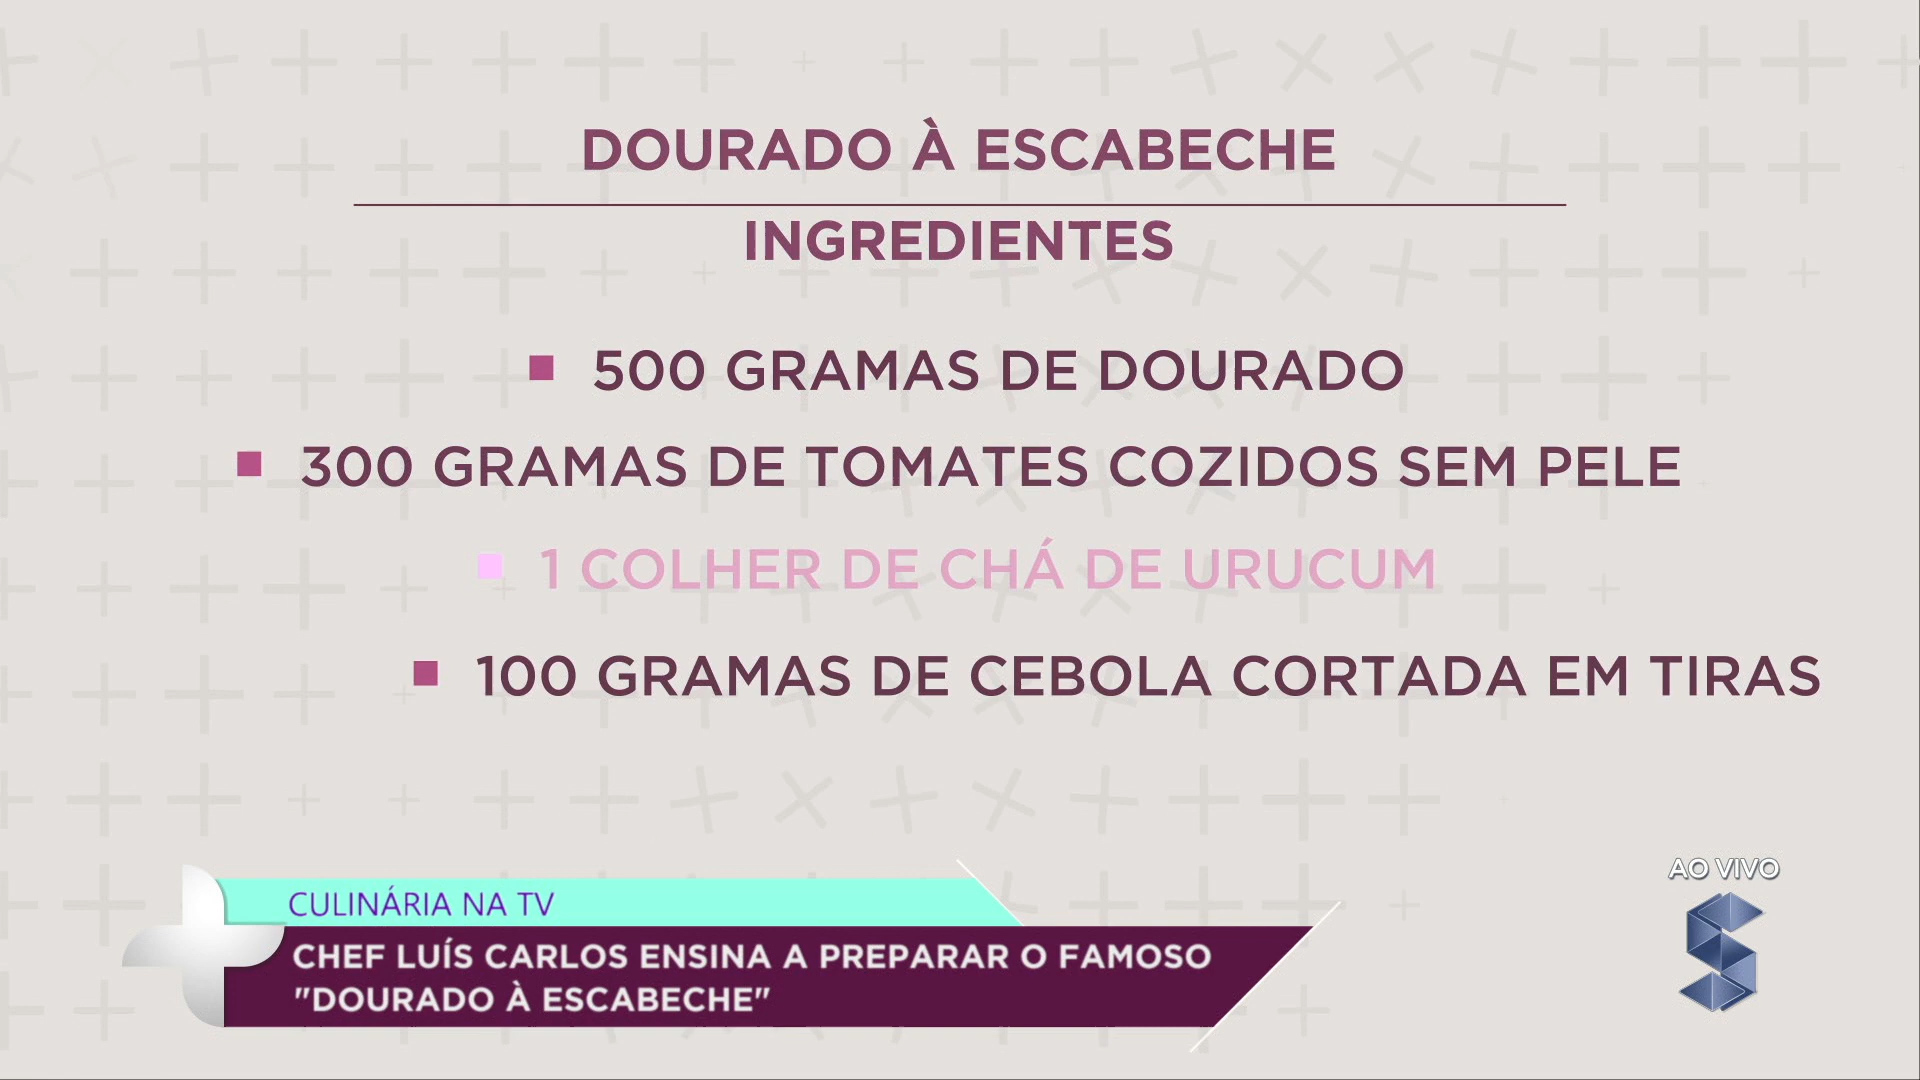 DOURADO À ESCABECHE
INGREDIENTES
500 GRAMAS DE DOURADO
300 GRAMAS DE TOMATES COZIDOS SEM PELE
1 COLHER DE CHÁ DE URUCUM
100 GRAMAS DE CEBOLA CORTADA EM TIRAS
CULINÁRIA NA TV
CHEF LUÍS CARLOS ENSINA A PREPARAR O FAMOSO
"DOURADO À ESCABECHE"
AO VIVO